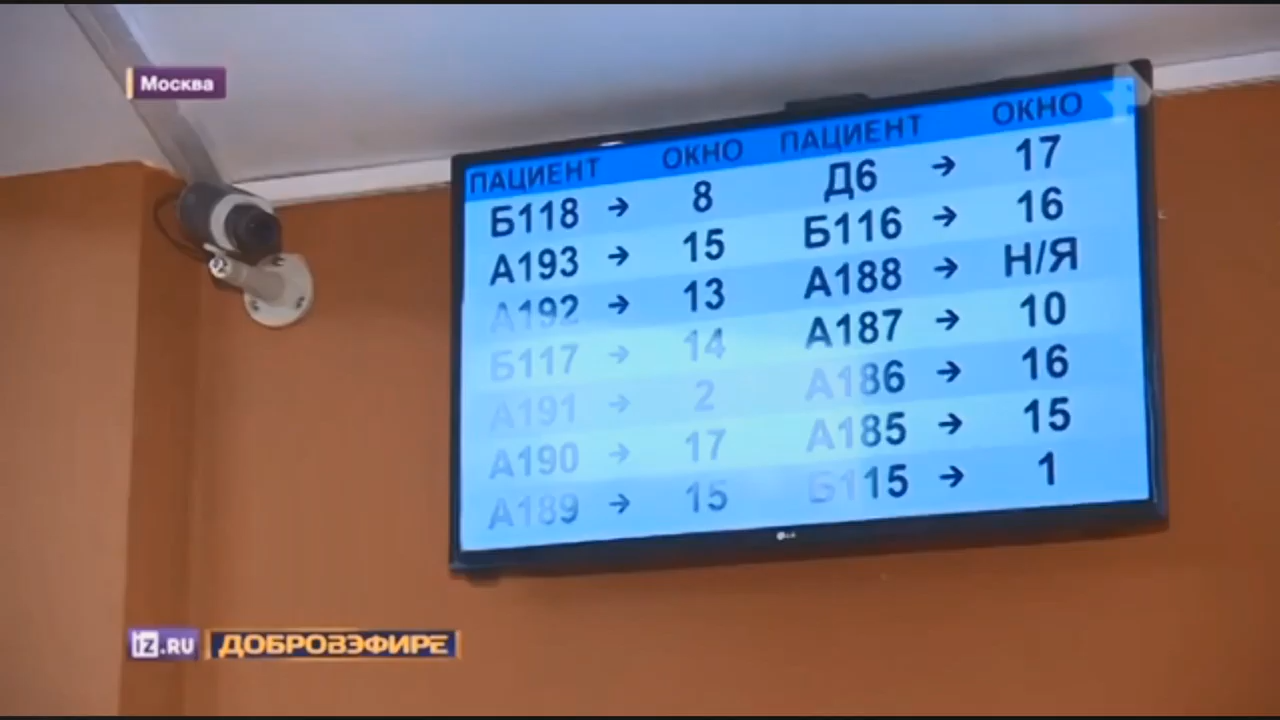 Москва
ПАЦИЕНТ ОКНО ПАЦИЕНТ ОКНО
Б118 → 8 Д6 → 17
А193 → 15 Б116 → 16
А192 → 13 А188 → Н/Я
Б117 → 14 А187 → 10
А191 → 2 А186 → 16
А190 → 17 А185 → 15
А189 → 15 Б115 → 1
LG
iz.RU ДОБРОВЭФИРЕ